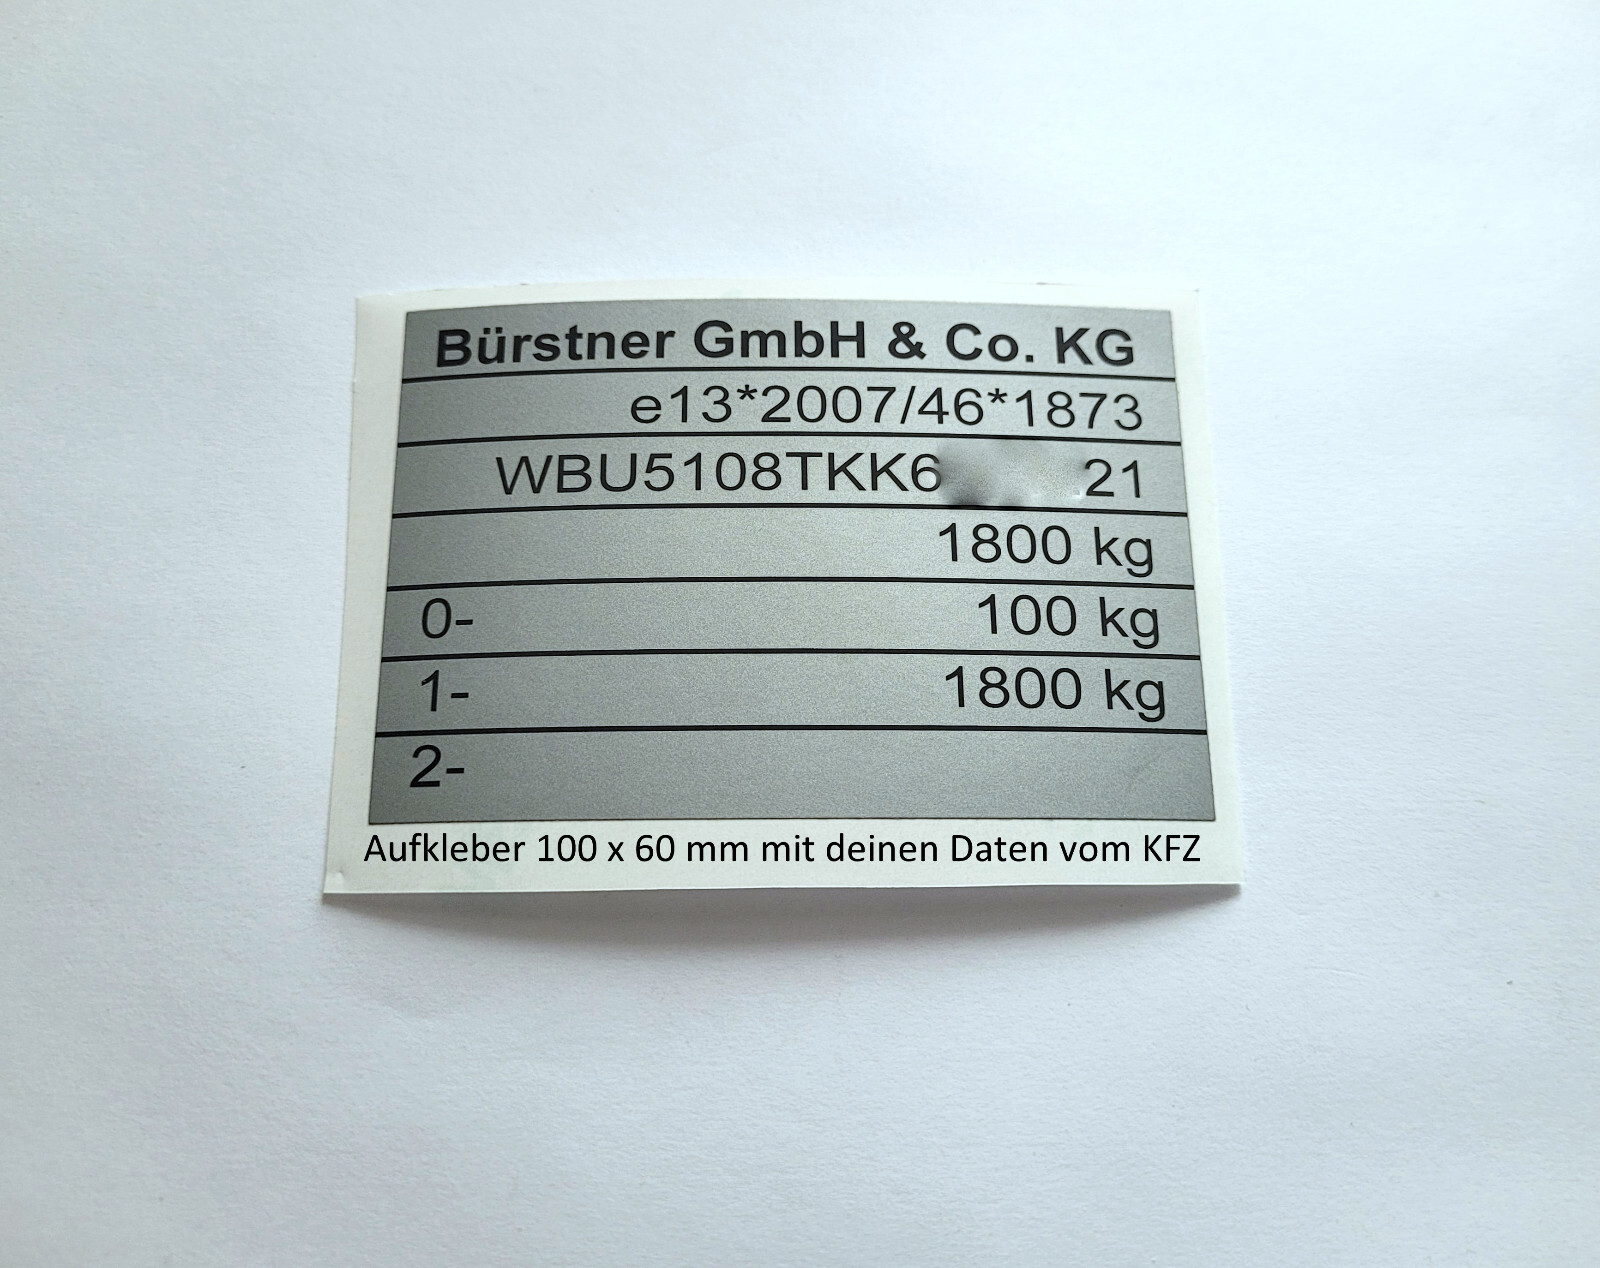 Bürstner GmbH & Co. KG
e13*2007/46*1873
WBU5108TKK6 21
1800 kg
0- 100 kg
1- 1800 kg
2-
Aufkleber 100 x 60 mm mit deinen Daten vom KFZ